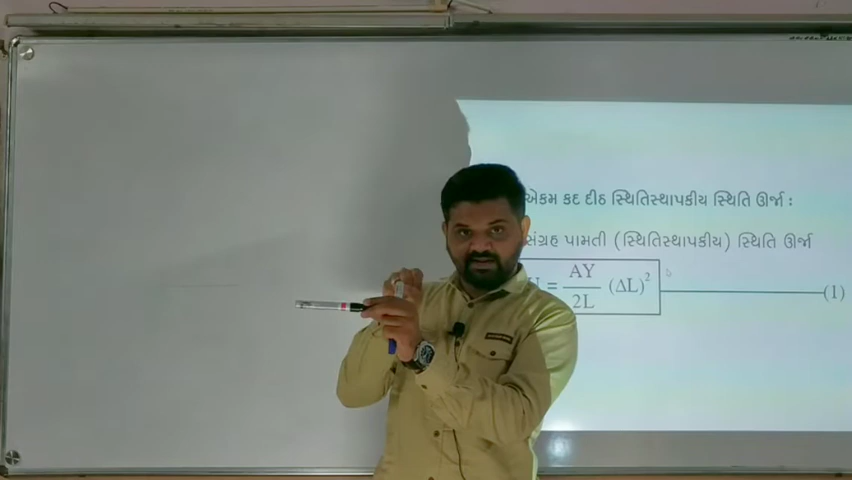 એકમ કદ દીઠ સ્થિતિસ્થાપકીય સ્થિતિ ઊર્જા :
સંગ્રહ પામતી (સ્થિતિસ્થાપકીય) સ્થિતિ ઊર્જા
U = AY/2L (ΔL)² (1)